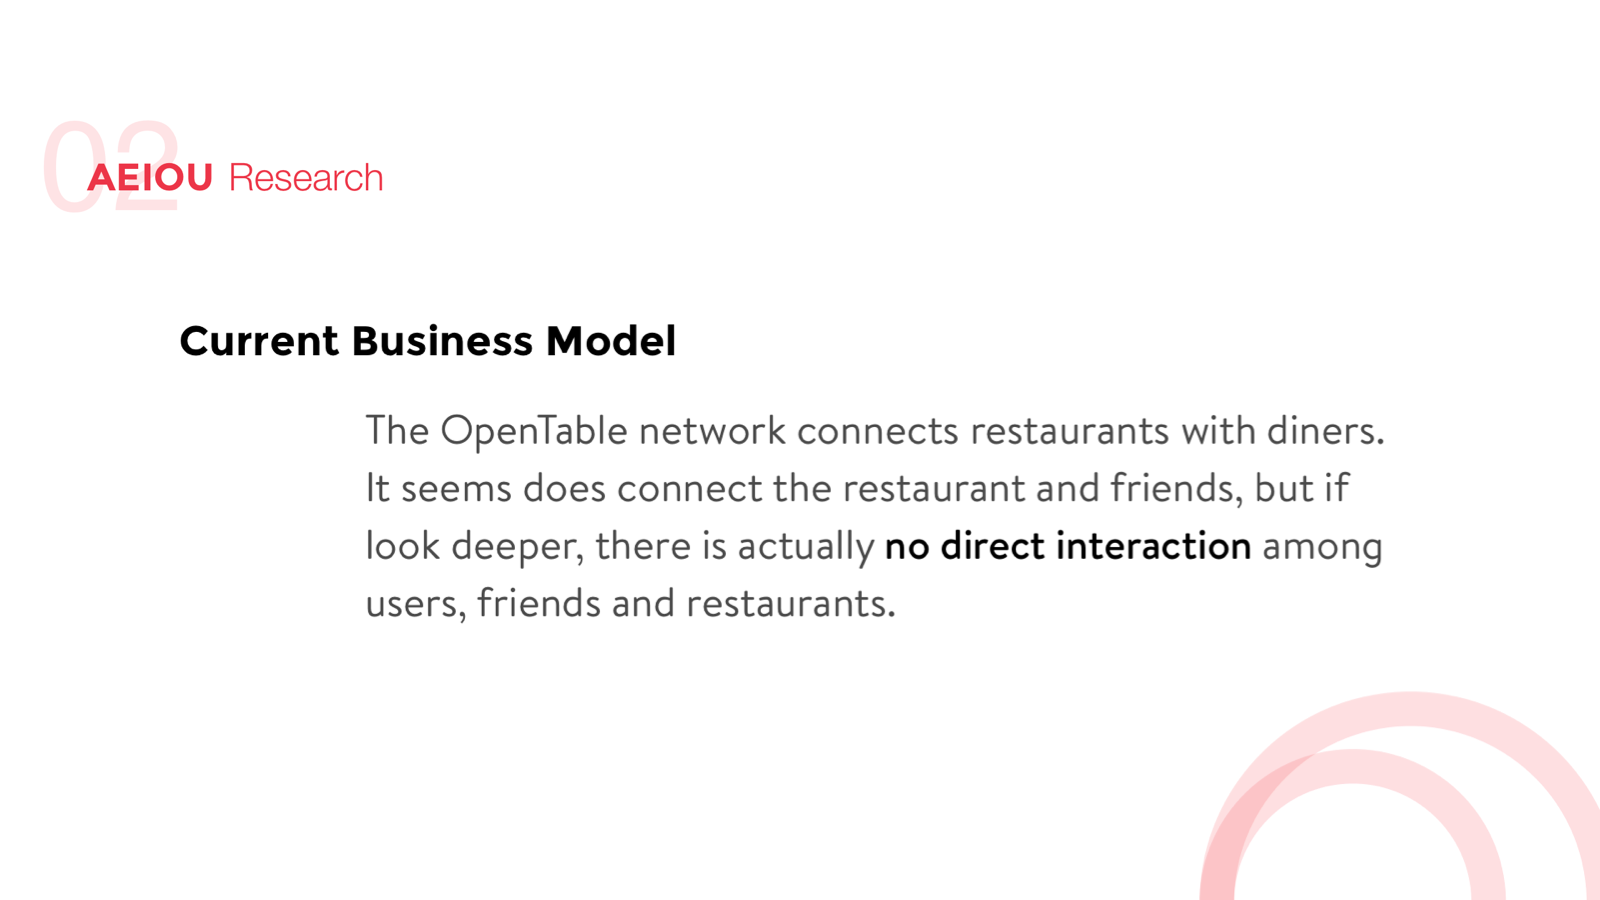 02
AEIOU Research
Current Business Model
The OpenTable network connects restaurants with diners.
It seems does connect the restaurant and friends, but if
look deeper, there is actually no direct interaction among
users, friends and restaurants.